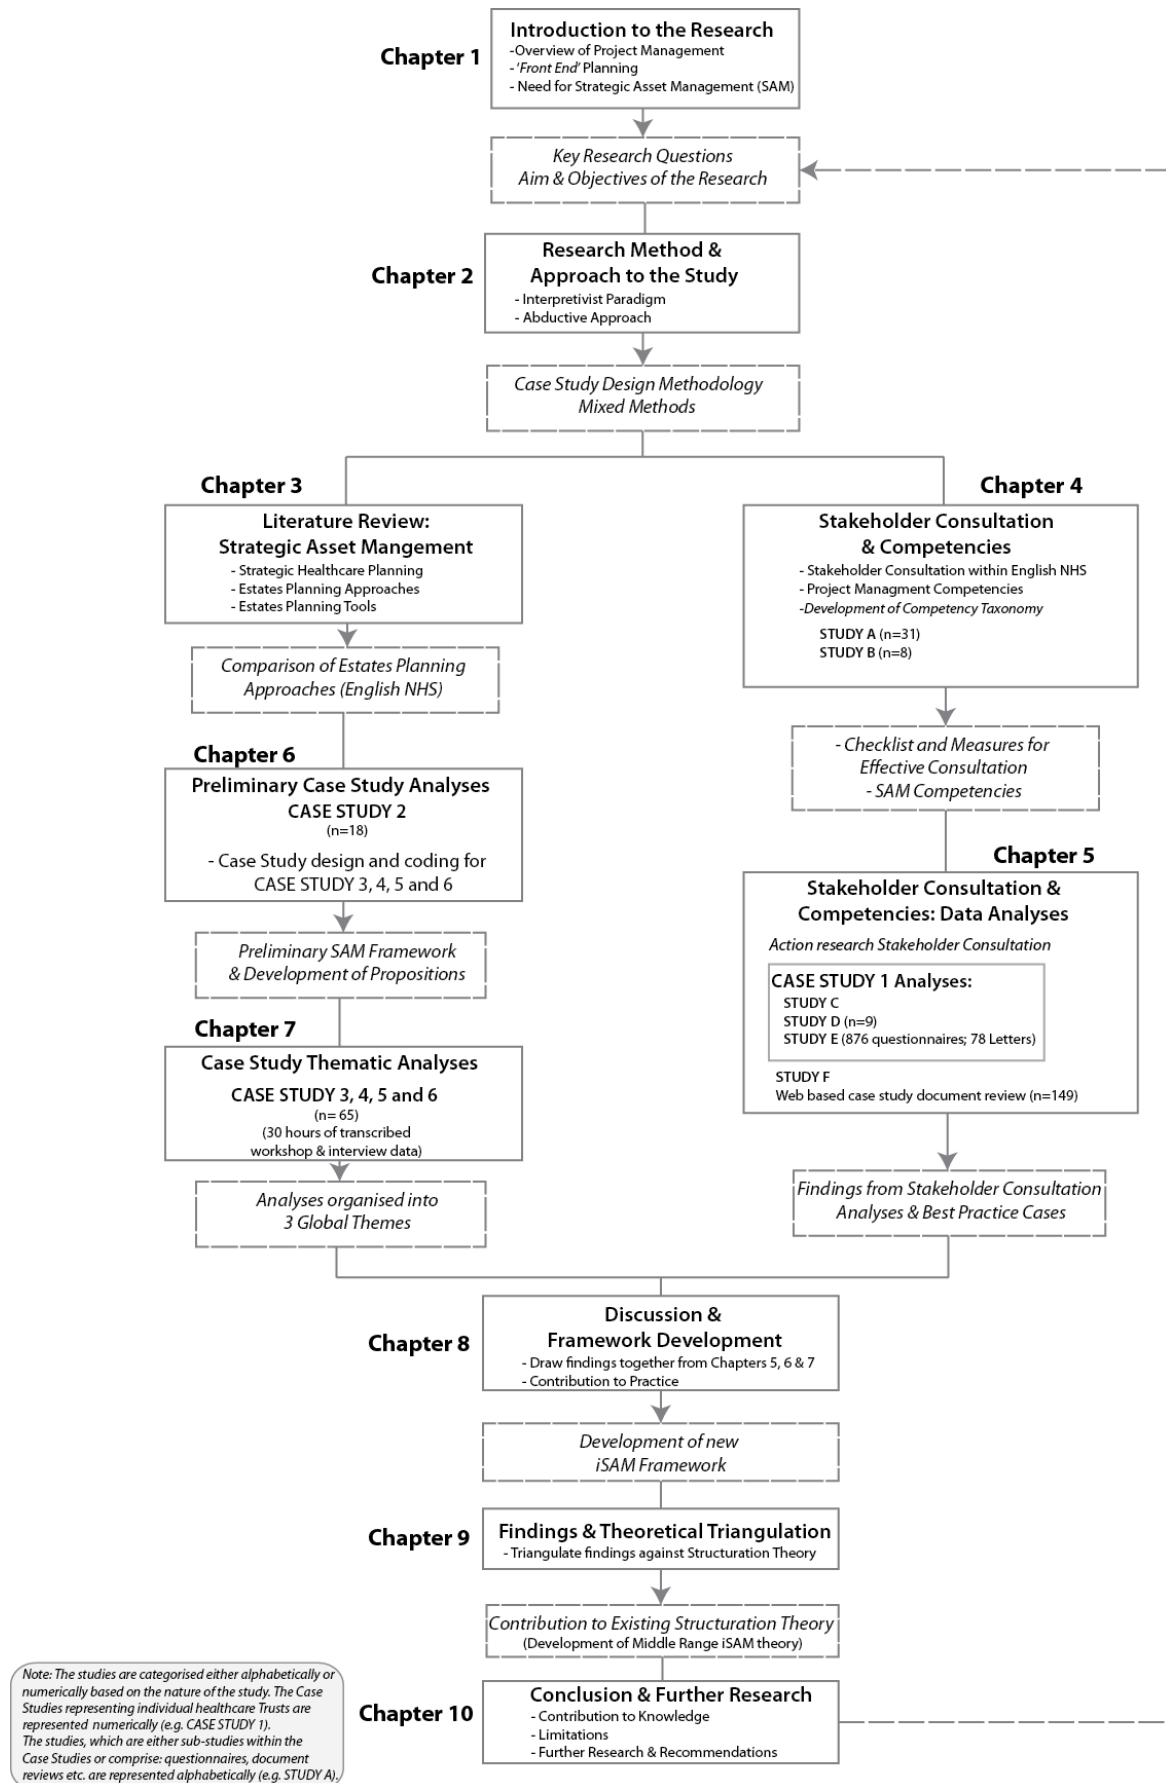 Chapter 1
Introduction to the Research
-Overview of Project Management
- 'Front End' Planning
- Need for Strategic Asset Management (SAM)
Key Research Questions
Aim & Objectives of the Research
Chapter 2
Research Method &
Approach to the Study
- Interpretivist Paradigm
- Abductive Approach
Case Study Design Methodology
Mixed Methods
Chapter 3
Literature Review:
Strategic Asset Mangement
- Strategic Healthcare Planning
- Estates Planning Approaches
- Estates Planning Tools
Comparison of Estates Planning
Approaches (English NHS)
Chapter 6
Preliminary Case Study Analyses
CASE STUDY 2
(n=18)
- Case Study design and coding for
CASE STUDY 3, 4, 5 and 6
Preliminary SAM Framework
& Development of Propositions
Chapter 7
Case Study Thematic Analyses
CASE STUDY 3, 4, 5 and 6
(n= 65)
(30 hours of transcribed
workshop & interview data)
Analyses organised into
3 Global Themes
Chapter 4
Stakeholder Consultation
& Competencies
- Stakeholder Consultation within English NHS
- Project Managment Competencies
-Development of Competency Taxonomy
STUDY A (n=31)
STUDY B (n=8)
- Checklist and Measures for
Effective Consultation
- SAM Competencies
Chapter 5
Stakeholder Consultation &
Competencies: Data Analyses
Action research Stakeholder Consultation
CASE STUDY 1 Analyses:
STUDY C
STUDY D (n=9)
STUDY E (876 questionnaires; 78 Letters)
STUDY F
Web based case study document review (n=149)
Findings from Stakeholder Consultation
Analyses & Best Practice Cases
Chapter 8
Discussion &
Framework Development
- Draw findings together from Chapters 5, 6 & 7
- Contribution to Practice
Development of new
iSAM Framework
Chapter 9
Findings & Theoretical Triangulation
- Triangulate findings against Structuration Theory
Contribution to Existing Structuration Theory
(Development of Middle Range iSAM theory)
Chapter 10
Conclusion & Further Research
- Contribution to Knowledge
- Limitations
- Further Research & Recommendations
Note: The studies are categorised either alphabetically or
numerically based on the nature of the study. The Case
Studies representing individual healthcare Trusts are
represented numerically (e.g. CASE STUDY 1).
The studies, which are either sub-studies within the
Case Studies or comprise: questionnaires, document
reviews etc. are represented alphabetically (e.g. STUDY A).